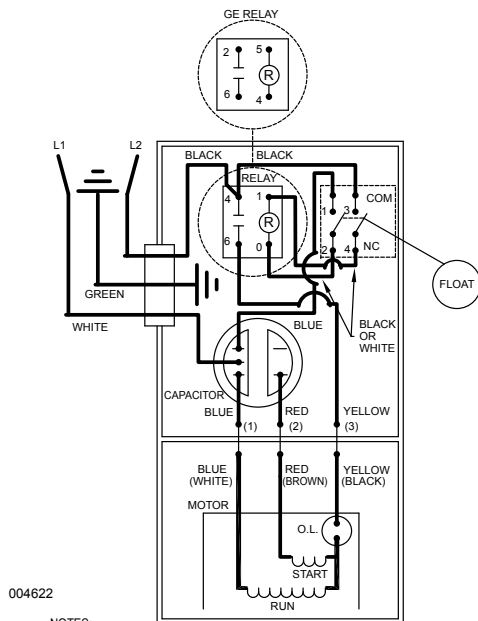 GE RELAY
2 5
R
6 4
L1 L2
BLACK BLACK
RELAY
4 1
R
6 0
COM
1 3
2 4
NC
FLOAT
GREEN
WHITE
BLUE
BLACK
OR
WHITE
CAPACITOR
BLUE RED YELLOW
(1) (2) (3)
BLUE RED YELLOW
(WHITE) (BROWN) (BLACK)
MOTOR
O.L.
START
RUN
004622
NOTES